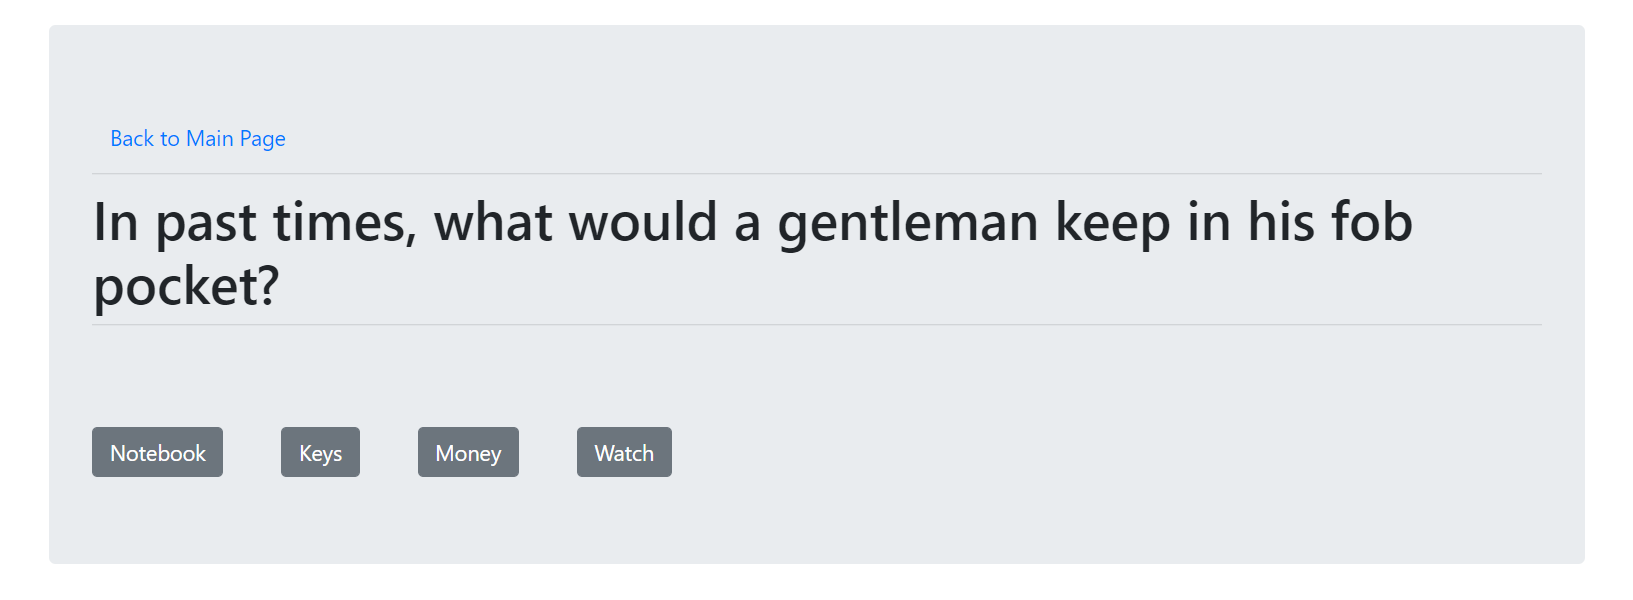 Back to Main Page
In past times, what would a gentleman keep in his fob
pocket?
Notebook Keys Money Watch